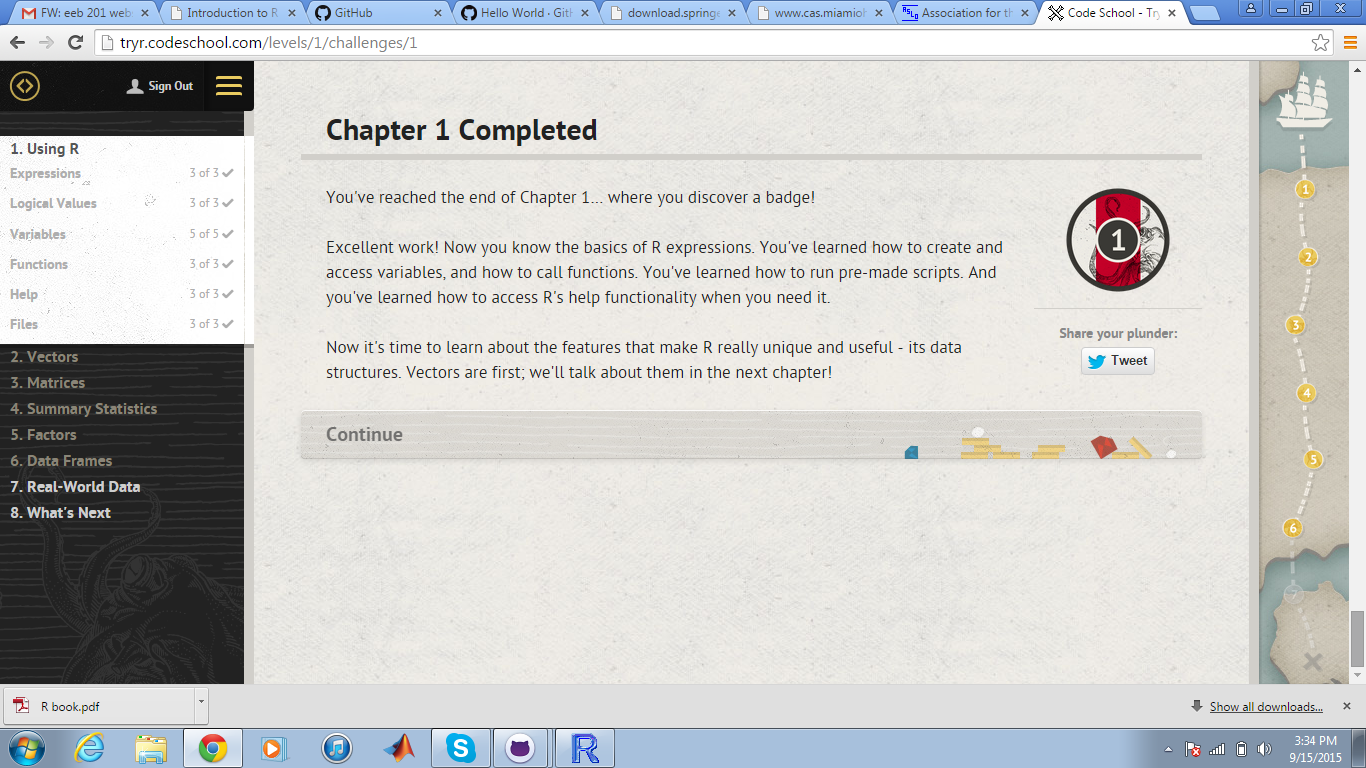 FW: eeb 201 webs
Introduction to R
GitHub
Hello World · Gith
download.springe
www.cas.miamioh
Association for th
Code School - Try
tryr.codeschool.com/levels/1/challenges/1
Sign Out
1. Using R
Expressions 3 of 3
Logical Values 3 of 3
Variables 5 of 5
Functions 3 of 3
Help 3 of 3
Files 3 of 3
2. Vectors
3. Matrices
4. Summary Statistics
5. Factors
6. Data Frames
7. Real-World Data
8. What's Next
Chapter 1 Completed
You've reached the end of Chapter 1... where you discover a badge!
Excellent work! Now you know the basics of R expressions. You've learned how to create and
access variables, and how to call functions. You've learned how to run pre-made scripts. And
you've learned how to access R's help functionality when you need it.
Now it's time to learn about the features that make R really unique and useful - its data
structures. Vectors are first; we'll talk about them in the next chapter!
1
Share your plunder:
Tweet
Continue
1
2
3
4
5
6
7
R book.pdf
Show all downloads...
3:34 PM
9/15/2015